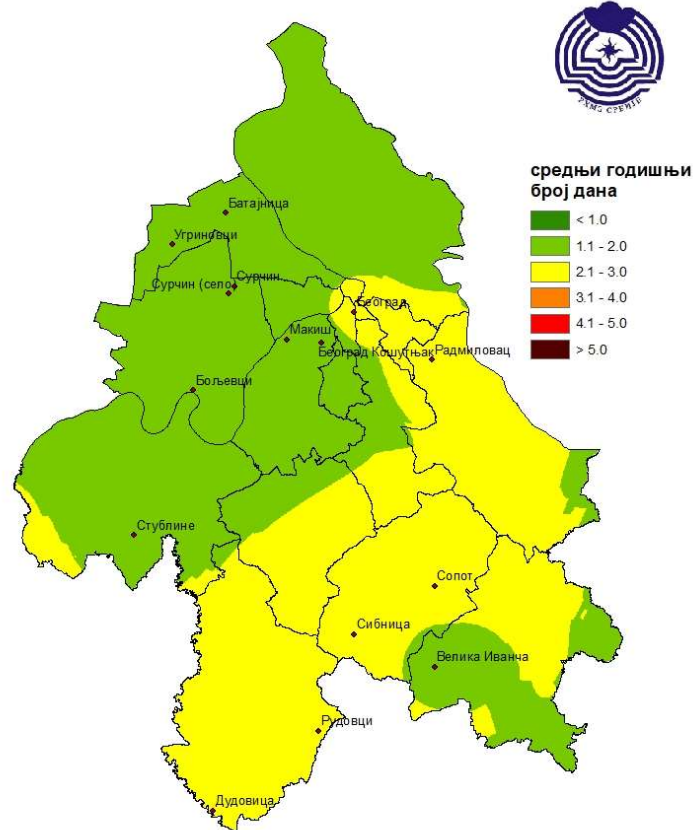 РХМЗ СРБИЈЕ
средњи годишњи
број дана
< 1.0
1.1 - 2.0
2.1 - 3.0
3.1 - 4.0
4.1 - 5.0
> 5.0
Батајница
Угриновци
Сурчин
Сурчин (село)
Београд
Макиш
Београд Кошутњак
Радмиловац
Бољевци
Стублине
Сопот
Сибница
Велика Иванча
Рудовци
Дудовица